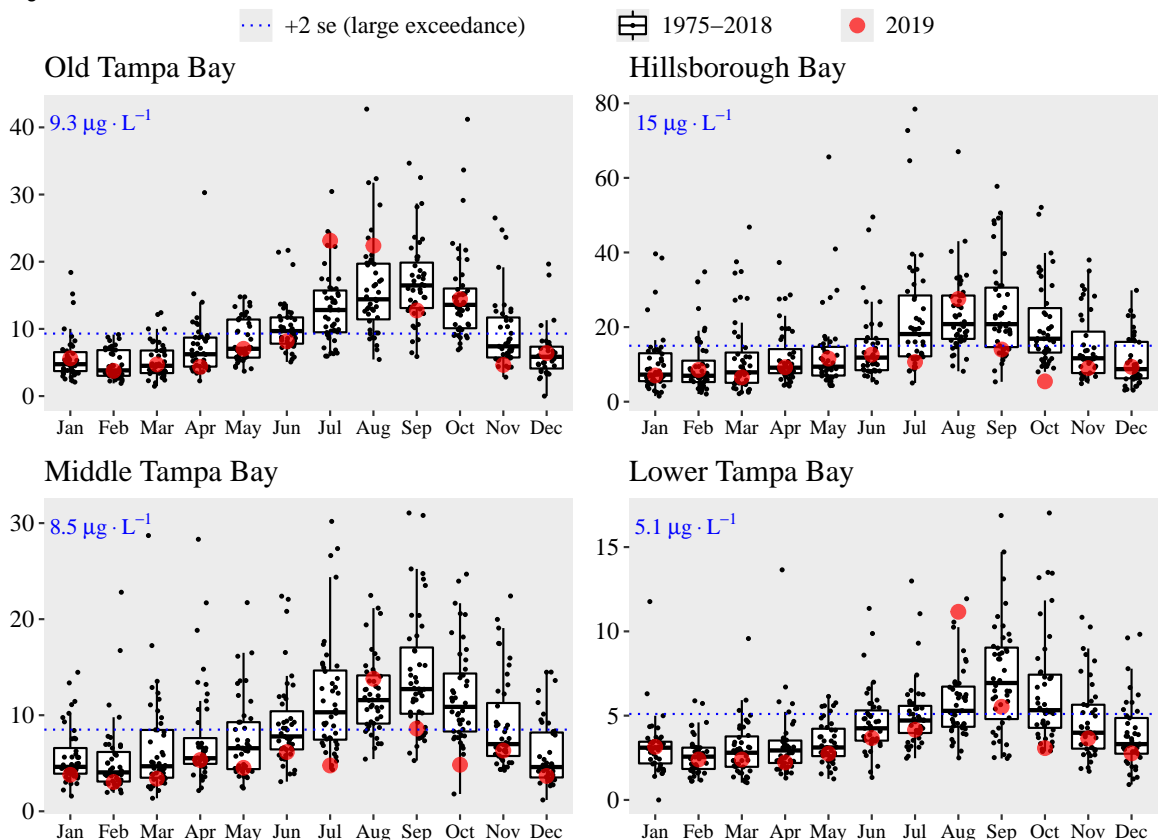 +2 se (large exceedance) 1975–2018 2019
Old Tampa Bay
9.3 μg · L⁻¹
40
30
20
10
0
Jan Feb Mar Apr May Jun Jul Aug Sep Oct Nov Dec
Hillsborough Bay
15 μg · L⁻¹
80
60
40
20
0
Jan Feb Mar Apr May Jun Jul Aug Sep Oct Nov Dec
Middle Tampa Bay
8.5 μg · L⁻¹
30
20
10
0
Jan Feb Mar Apr May Jun Jul Aug Sep Oct Nov Dec
Lower Tampa Bay
5.1 μg · L⁻¹
15
10
5
0
Jan Feb Mar Apr May Jun Jul Aug Sep Oct Nov Dec